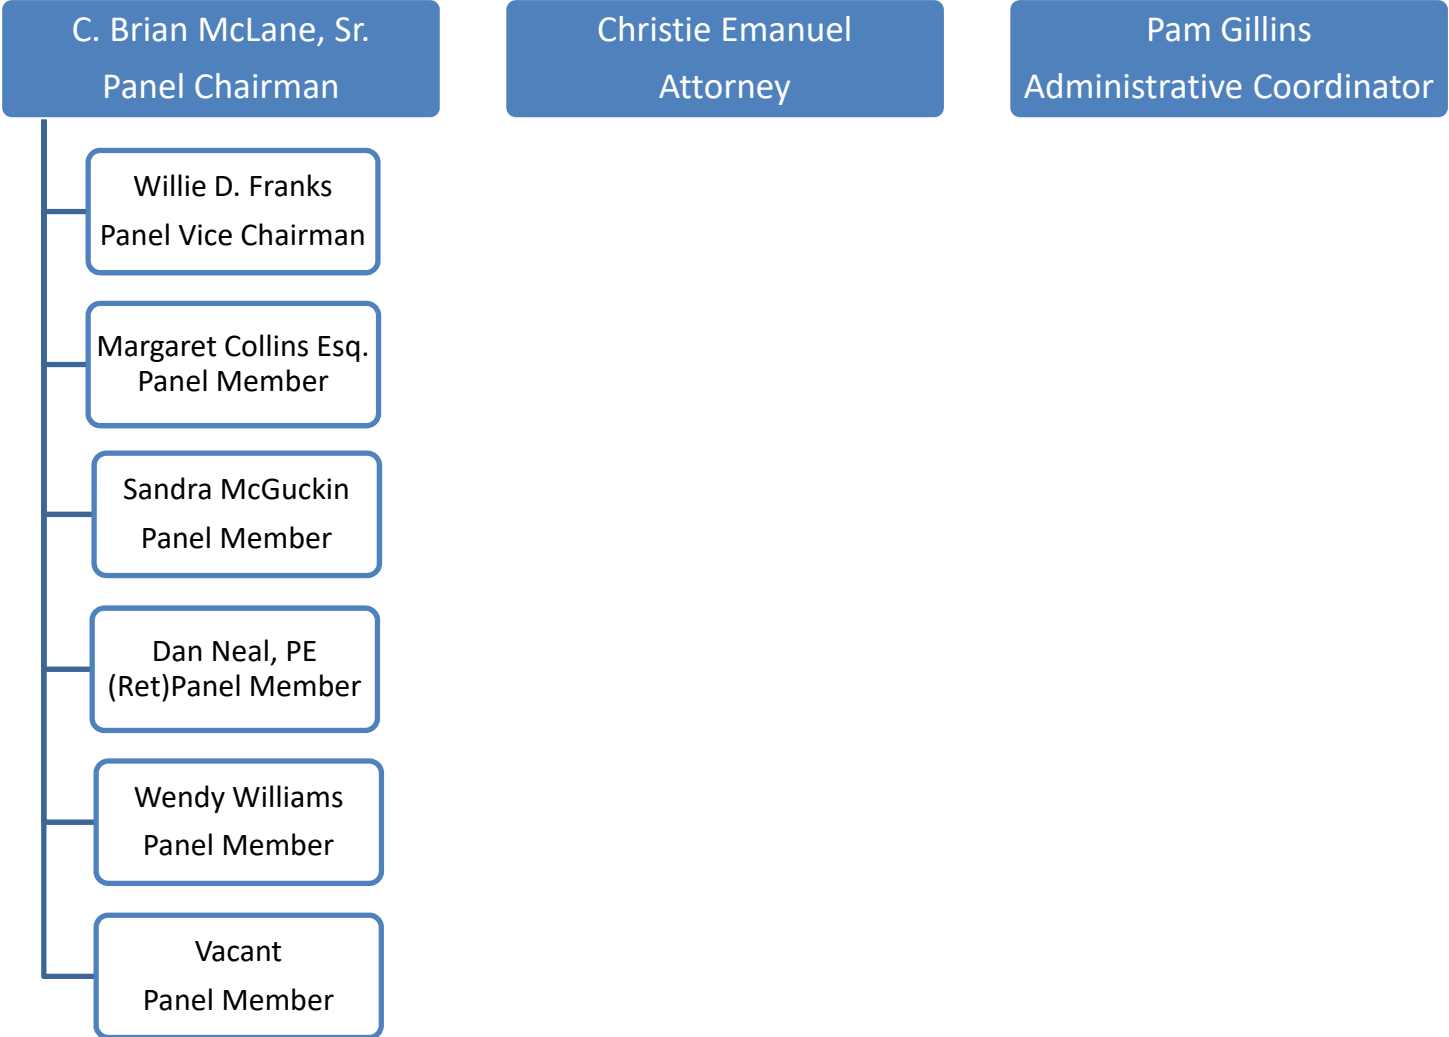 C. Brian McLane, Sr.
Panel Chairman
Christie Emanuel
Attorney
Pam Gillins
Administrative Coordinator
Willie D. Franks
Panel Vice Chairman
Margaret Collins Esq.
Panel Member
Sandra McGuckin
Panel Member
Dan Neal, PE
(Ret)Panel Member
Wendy Williams
Panel Member
Vacant
Panel Member